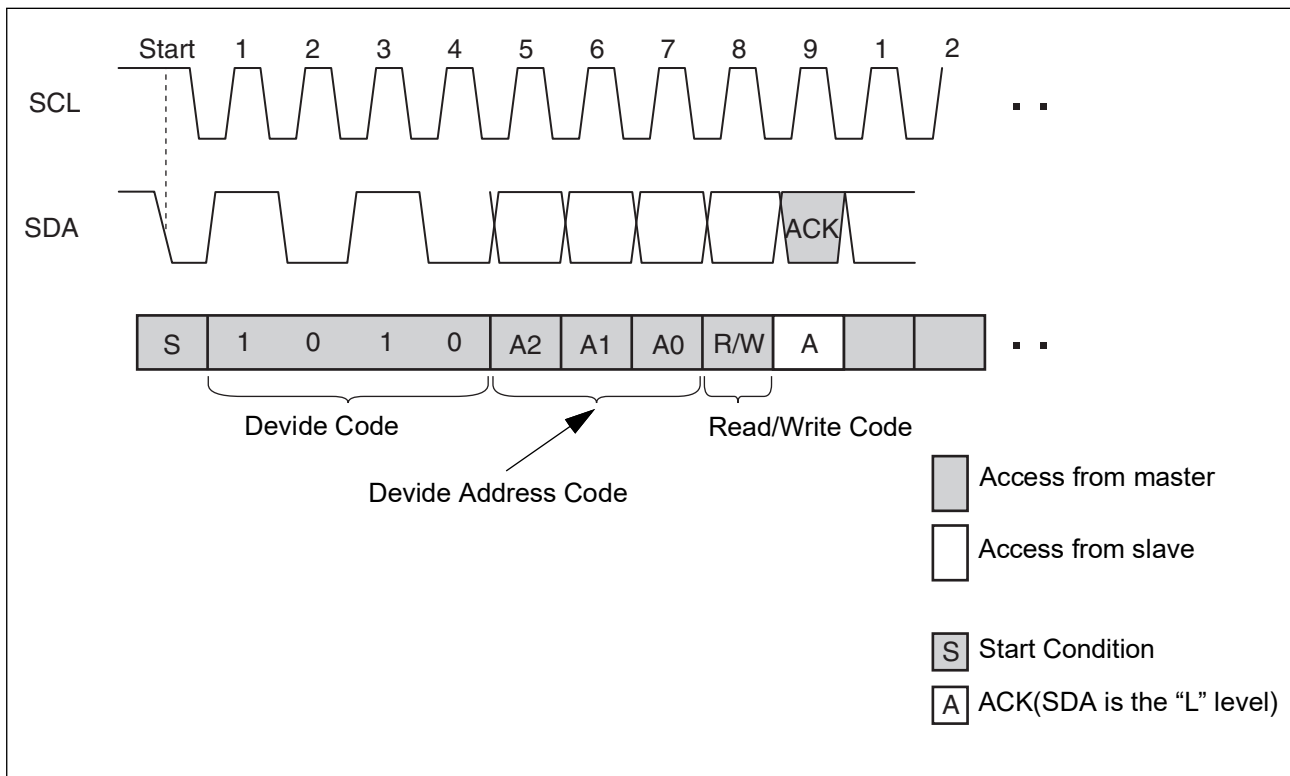 Start 1 2 3 4 5 6 7 8 9 1 2
SCL
. .
SDA
ACK
S 1 0 1 0 A2 A1 A0 R/W A
. .
Devide Code
Read/Write Code
Devide Address Code
Access from master
Access from slave
S Start Condition
A ACK(SDA is the “L” level)